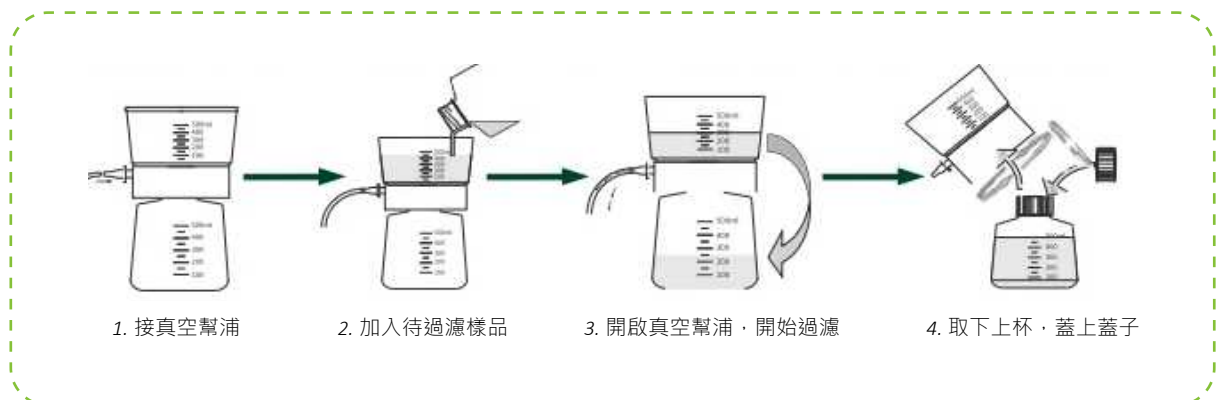 1. 接真空幫浦
2. 加入待過濾樣品
3. 開啟真空幫浦，開始過濾
4. 取下上杯，蓋上蓋子